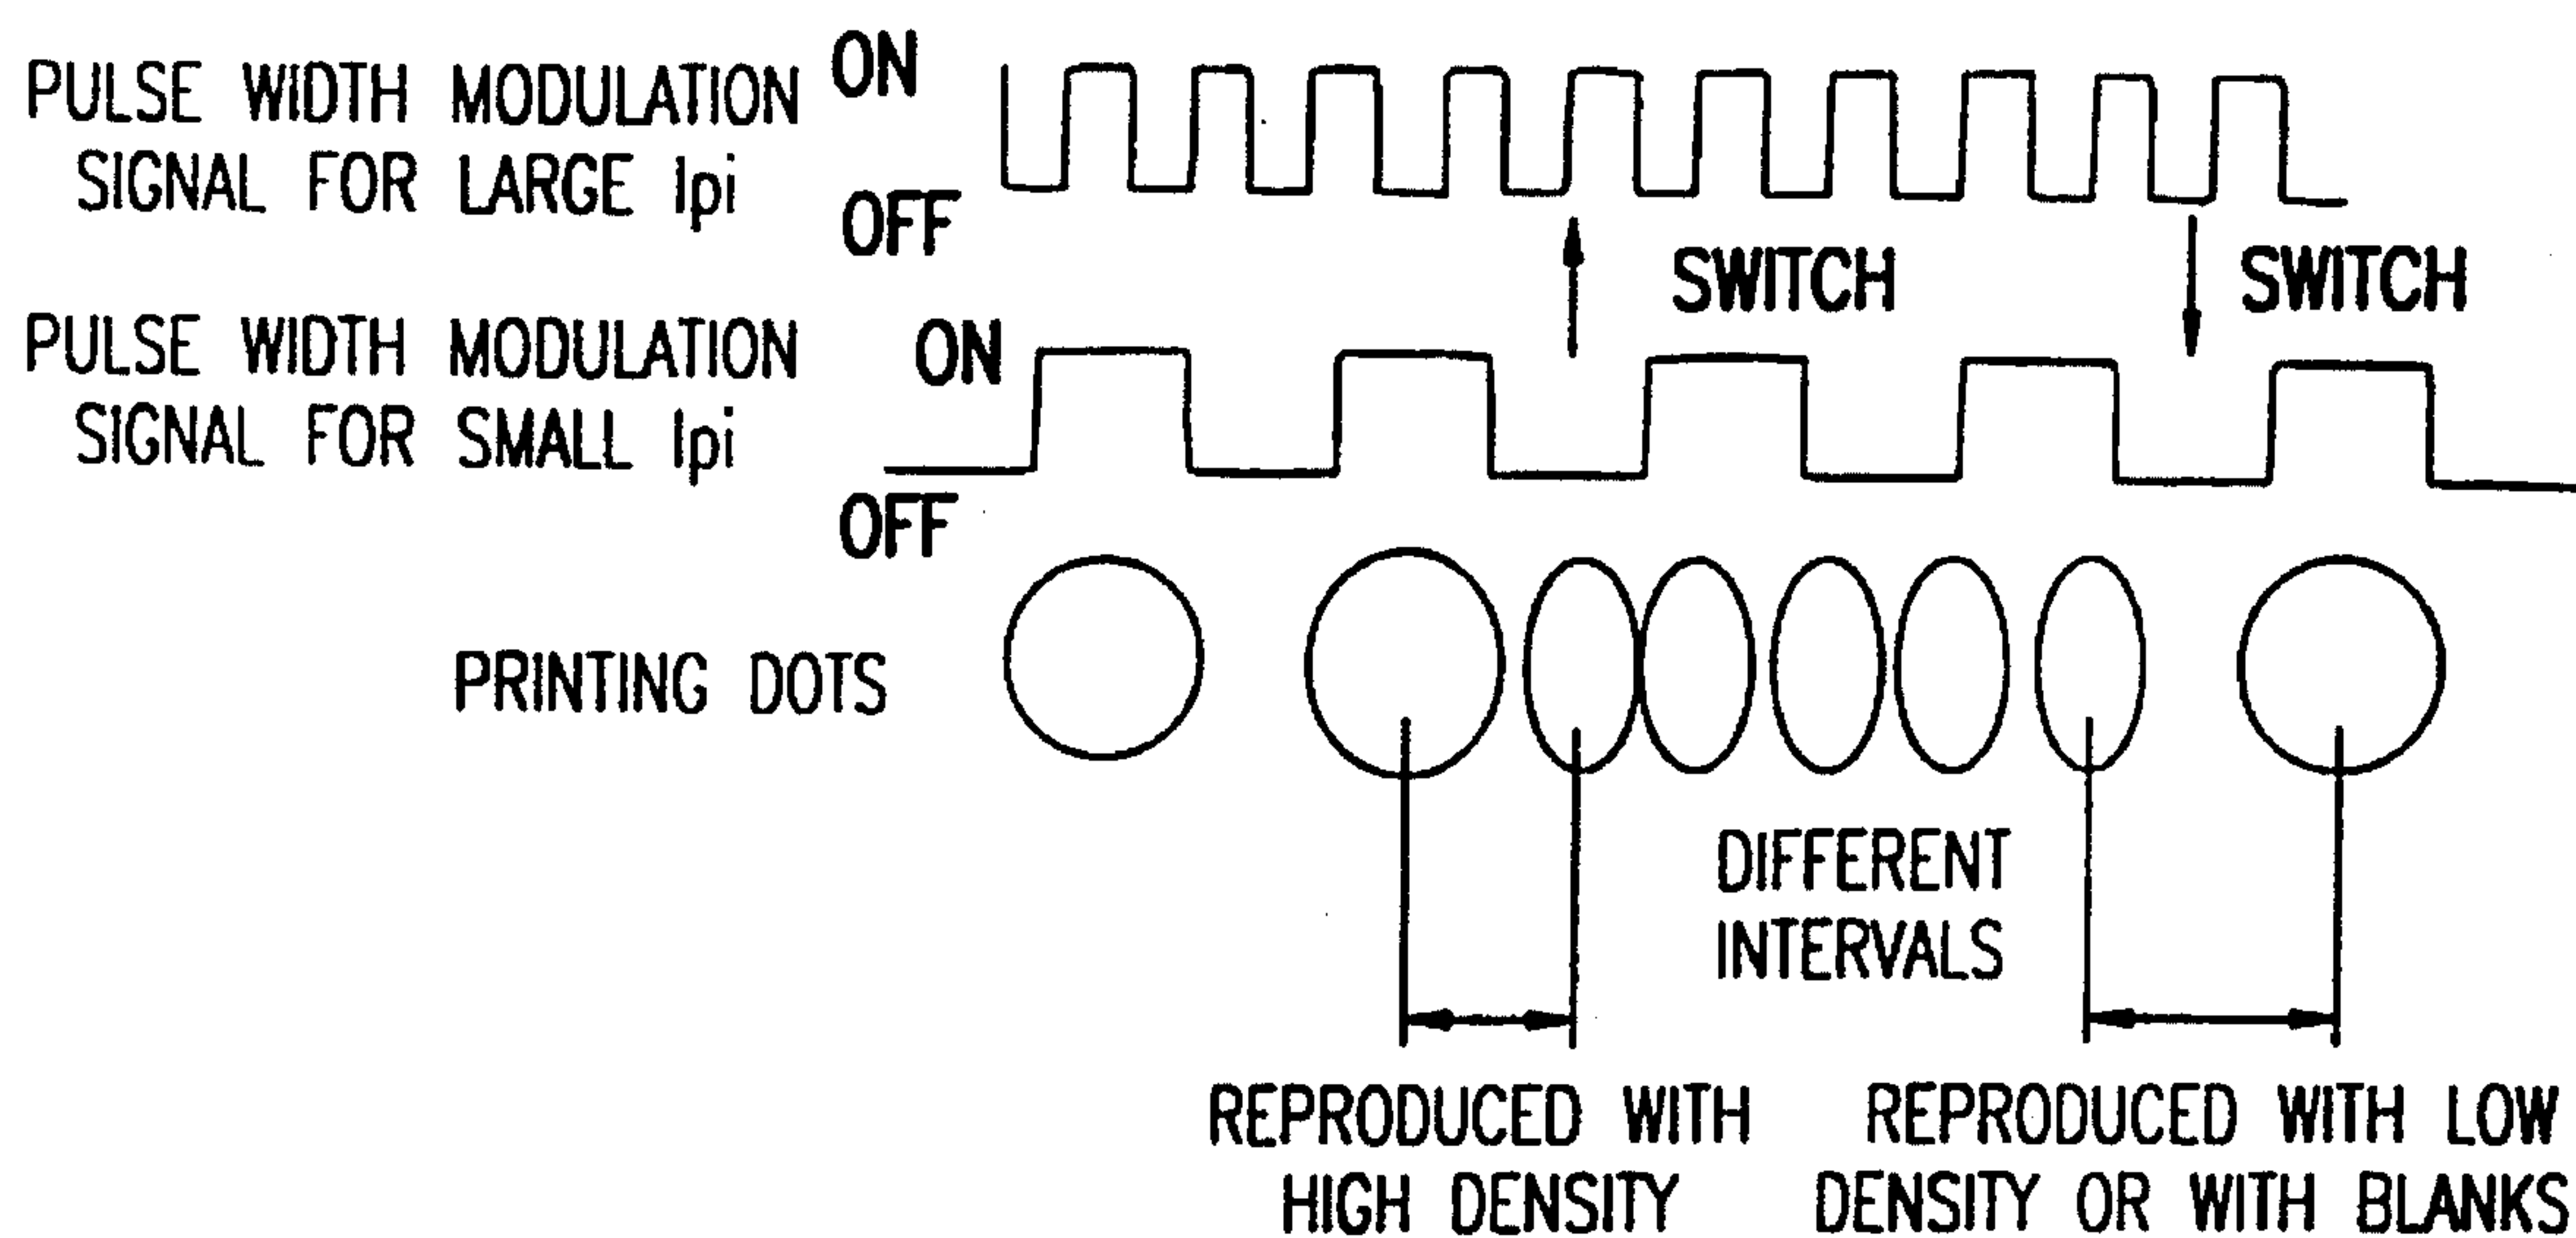 PULSE WIDTH MODULATION
SIGNAL FOR LARGE lpi
ON
OFF
SWITCH
SWITCH
PULSE WIDTH MODULATION
SIGNAL FOR SMALL lpi
ON
OFF
PRINTING DOTS
DIFFERENT
INTERVALS
REPRODUCED WITH
HIGH DENSITY
REPRODUCED WITH LOW
DENSITY OR WITH BLANKS